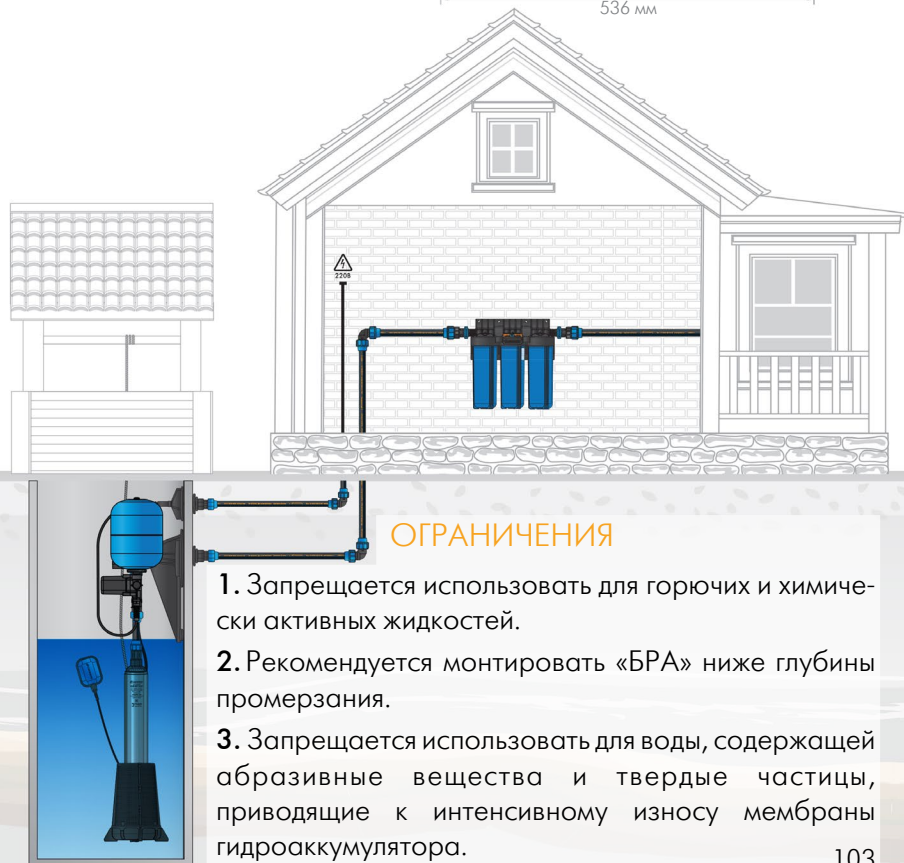 536 мм
220В
ОГРАНИЧЕНИЯ
1. Запрещается использовать для горючих и химиче-
ски активных жидкостей.
2. Рекомендуется монтировать «БРА» ниже глубины
промерзания.
3. Запрещается использовать для воды, содержащей
абразивные вещества и твердые частицы,
приводящие к интенсивному износу мембраны
гидроаккумулятора.
103